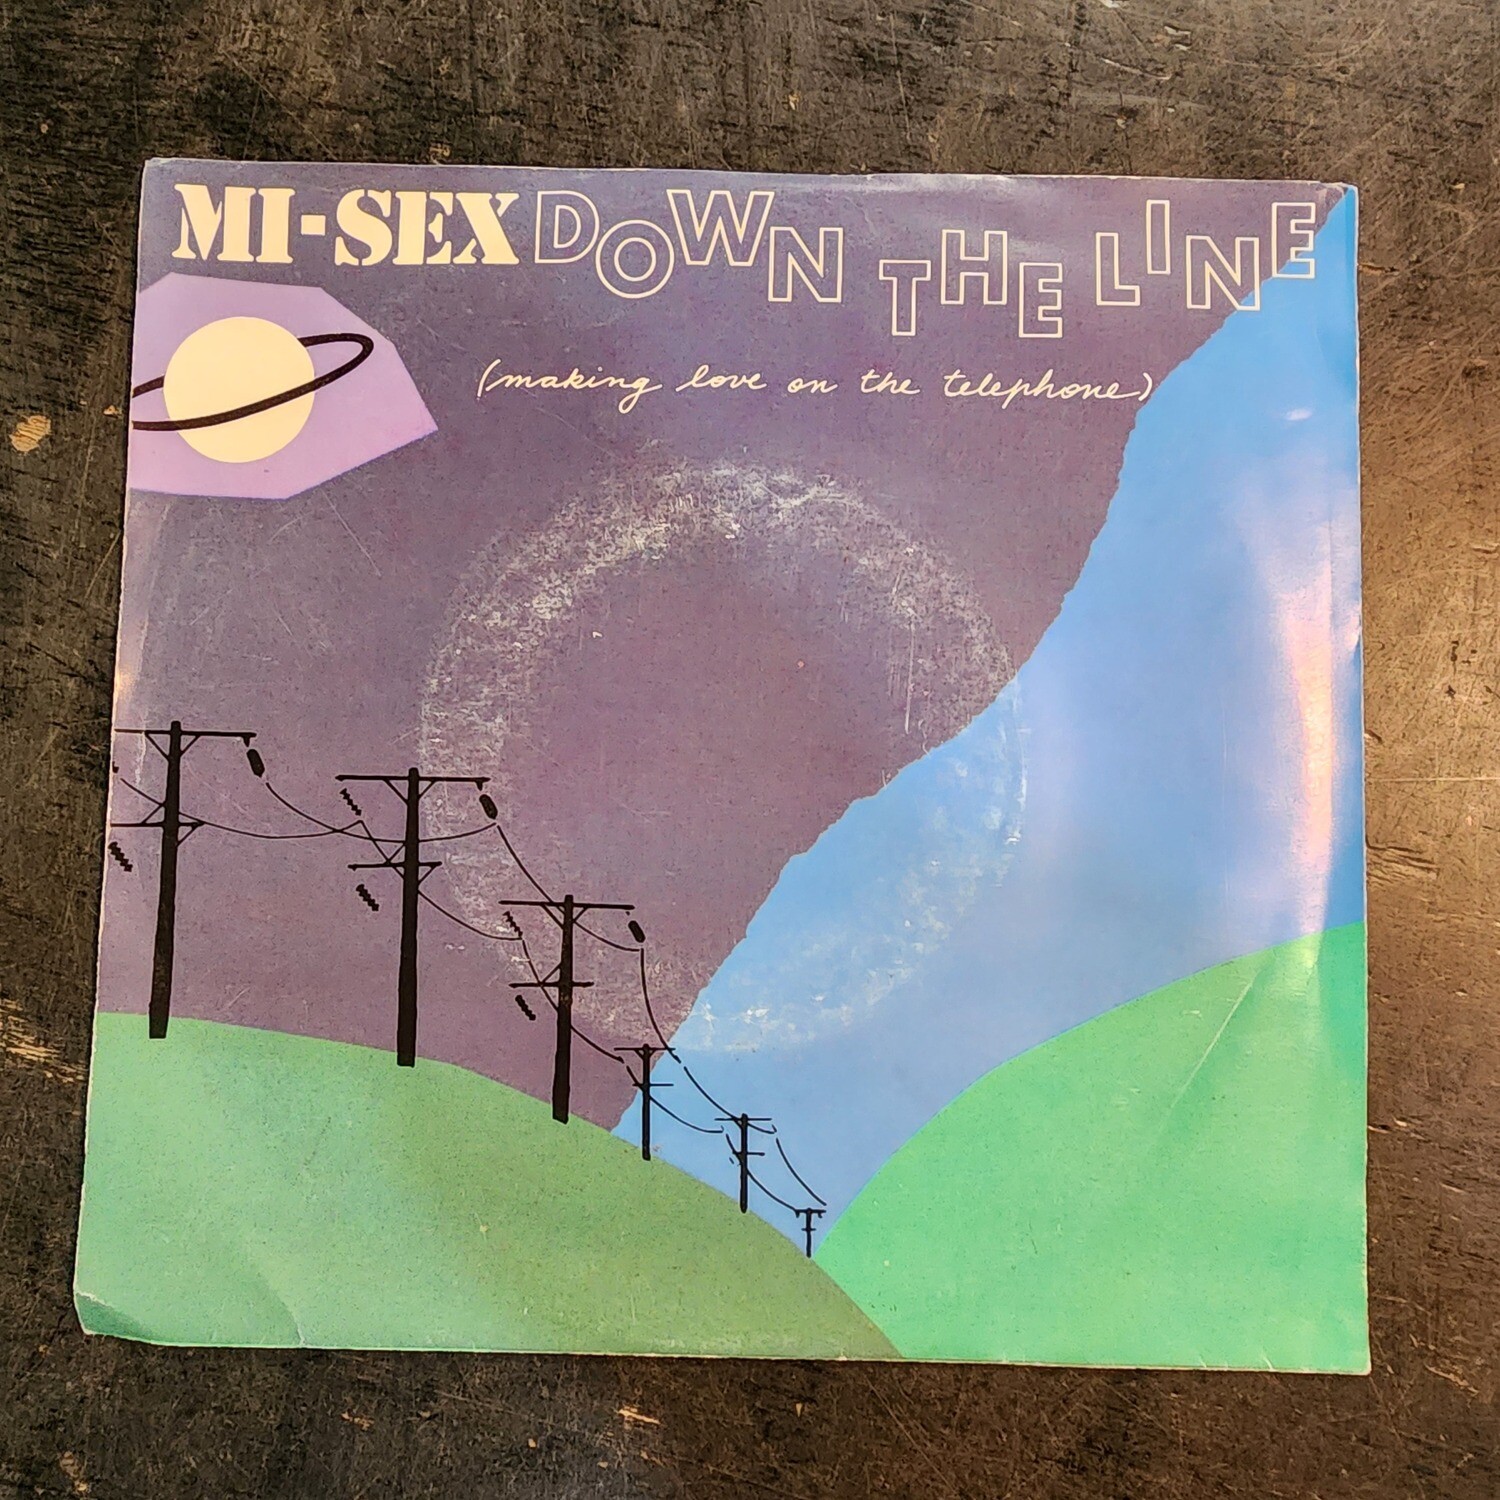 MI-SEX DOWN THE LINE
(making love on the telephone)